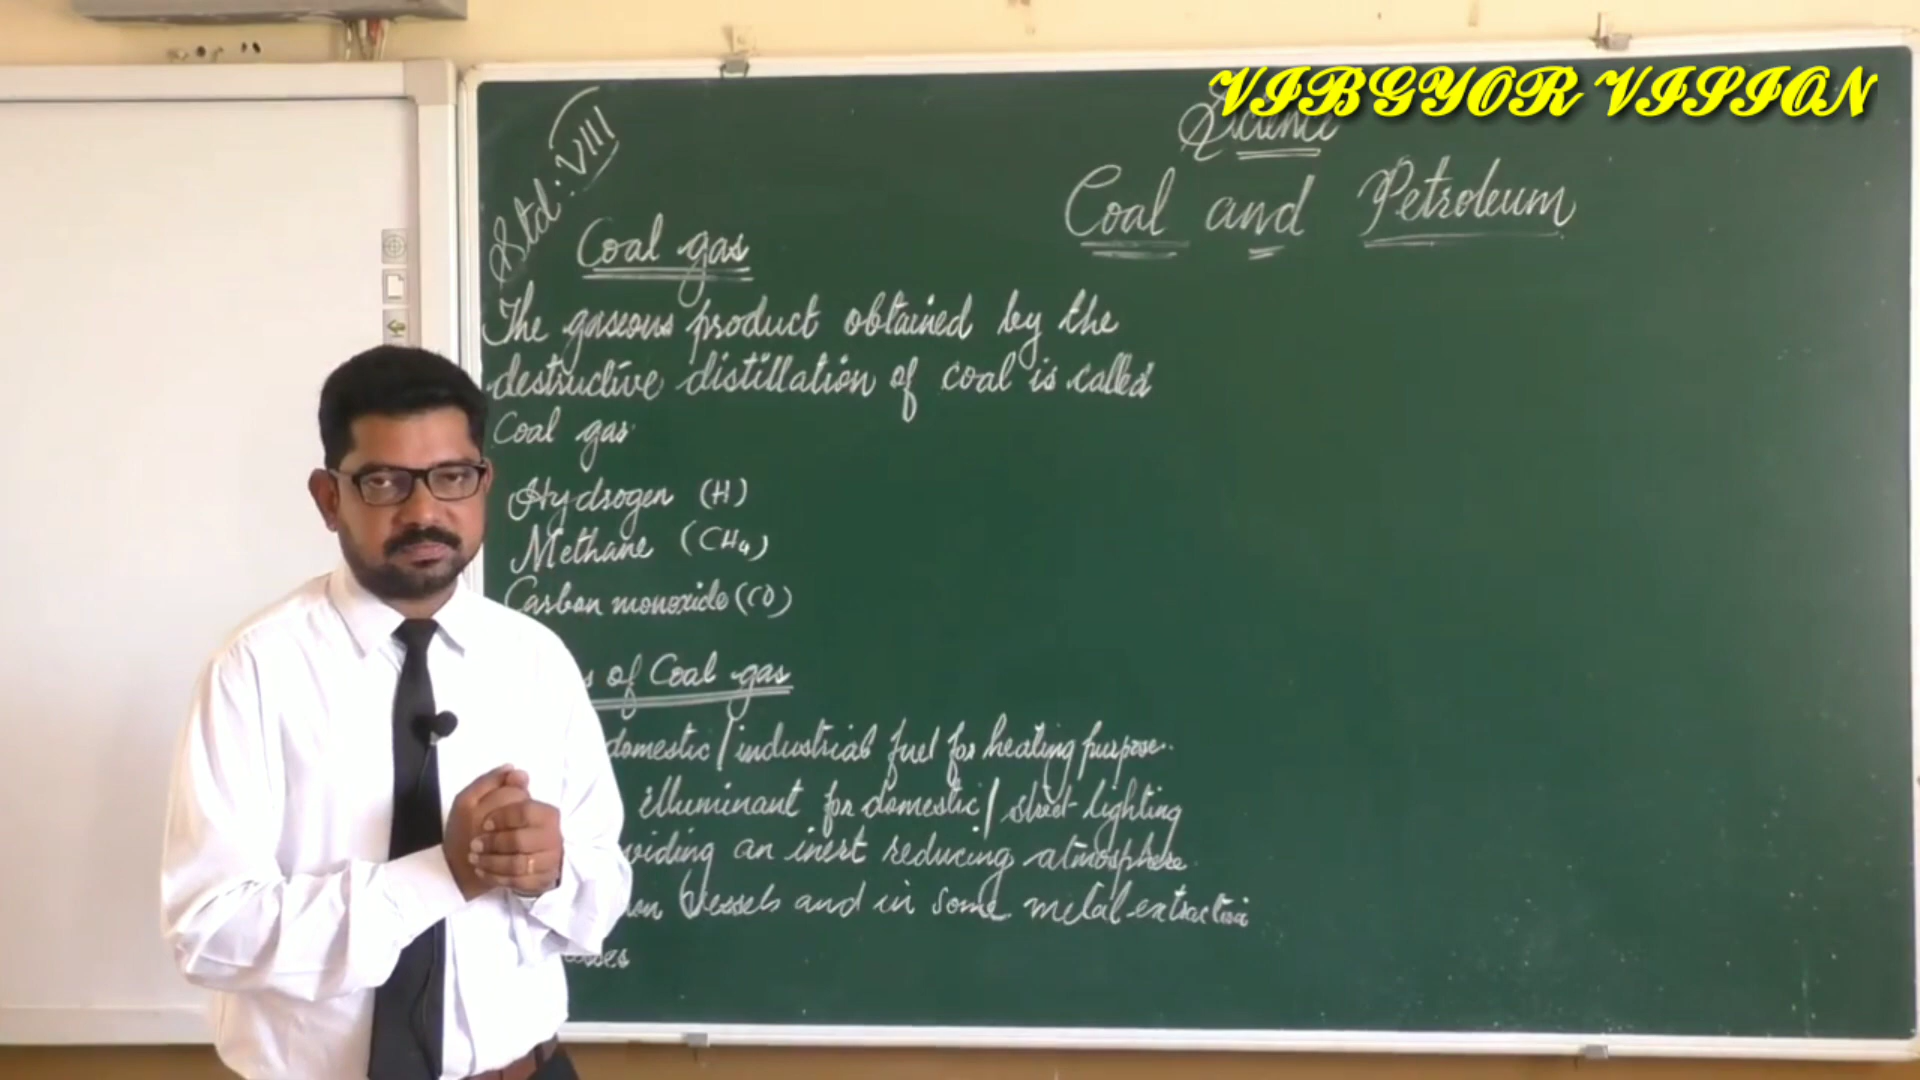 VIBGYOR VISION
Science
Std: VIII
Coal and Petroleum
Coal gas
The gaseous product obtained by the
destructive distillation of coal is called
Coal gas.
Hydrogen (H)
Methane (CH4)
Carbon monoxide (CO)
of Coal gas
domestic / industrial fuel for heating purpose.
illuminant for domestic / street lighting
an inert reducing atmosphere
vessels and in some metal extraction